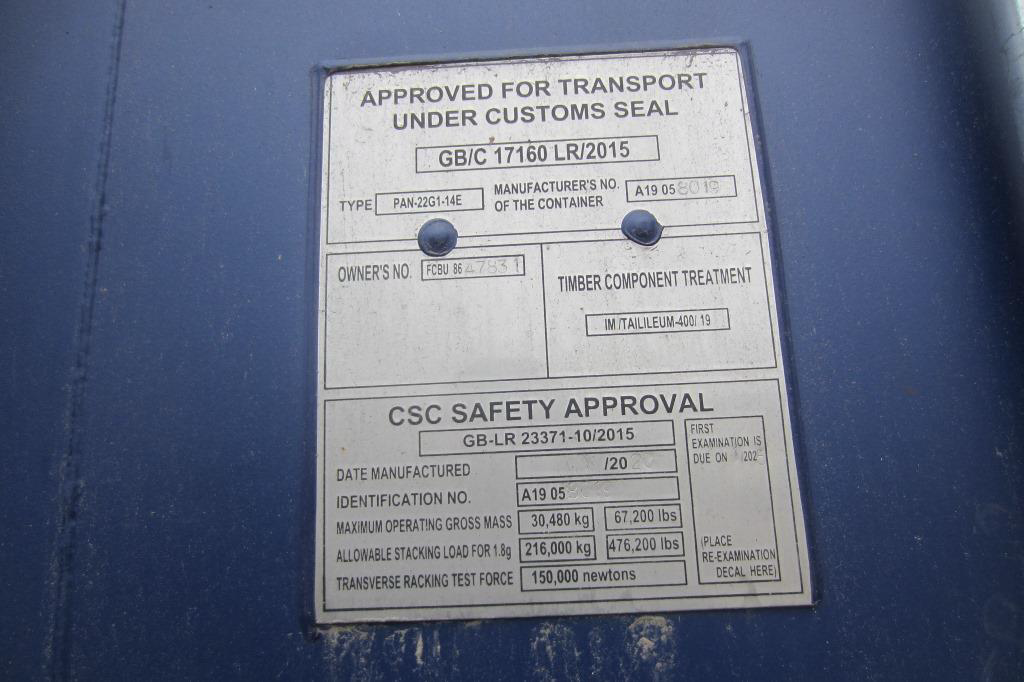 APPROVED FOR TRANSPORT
UNDER CUSTOMS SEAL
GB/C 17160 LR/2015
TYPE PAN-22G1-14E
MANUFACTURER'S NO.
OF THE CONTAINER
A19 058019
OWNER'S NO. FCBU 8647831
TIMBER COMPONENT TREATMENT
IM /TAILILEUM-400/ 19
CSC SAFETY APPROVAL
GB-LR 23371-10/2015
DATE MANUFACTURED /20
IDENTIFICATION NO. A19 05
MAXIMUM OPERATING GROSS MASS 30,480 kg 67,200 lbs
ALLOWABLE STACKING LOAD FOR 1.8g 216,000 kg 476,200 lbs
TRANSVERSE RACKING TEST FORCE 150,000 newtons
FIRST
EXAMINATION IS
DUE ON
(PLACE
RE-EXAMINATION
DECAL HERE)